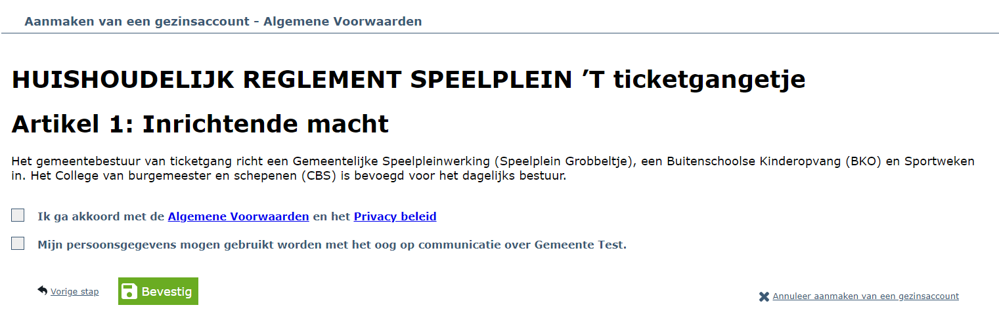 Aanmaken van een gezinsaccount - Algemene Voorwaarden
HUISHOUDELIJK REGLEMENT SPEELPLEIN ’T ticketgangetje
Artikel 1: Inrichtende macht
Het gemeentebestuur van ticketgang richt een Gemeentelijke Speelpleinwerking (Speelplein Grobbeltje), een Buitenschoolse Kinderopvang (BKO) en Sportweken
in. Het College van burgemeester en schepenen (CBS) is bevoegd voor het dagelijks bestuur.
Ik ga akkoord met de Algemene Voorwaarden en het Privacy beleid
Mijn persoonsgegevens mogen gebruikt worden met het oog op communicatie over Gemeente Test.
Vorige stap
Bevestig
Annuleer aanmaken van een gezinsaccount